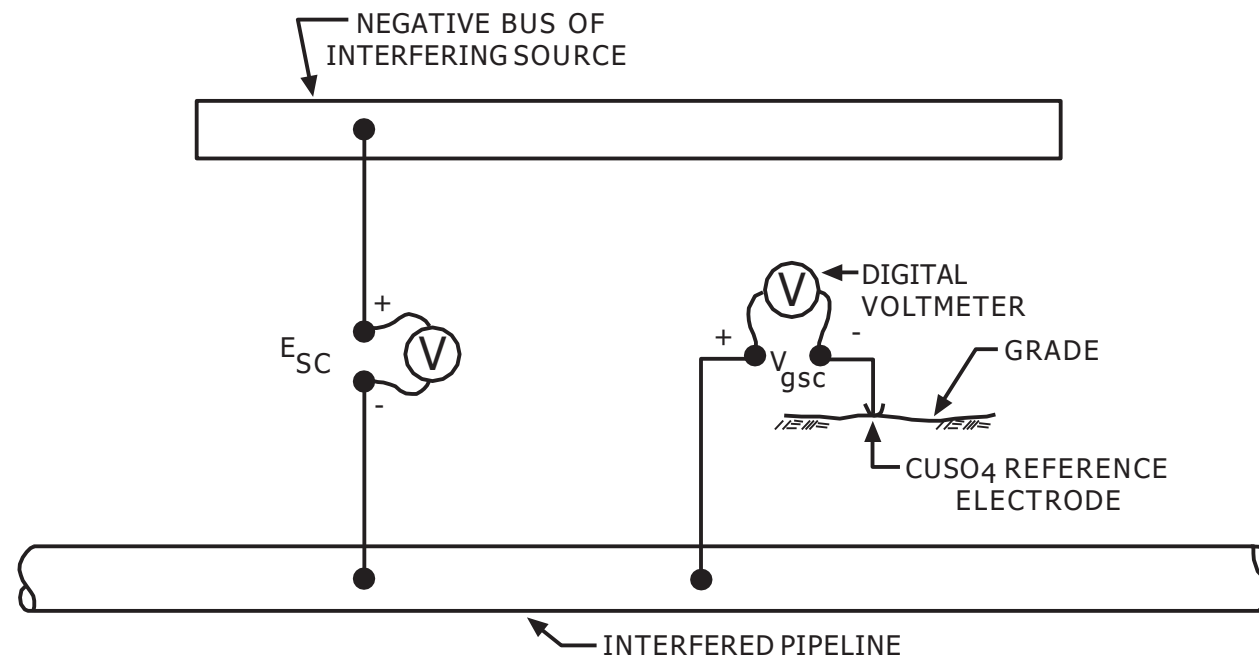 NEGATIVE BUS OF
INTERFERING SOURCE
+
E
SC
V
-
V
DIGITAL
VOLTMETER
+
-
V
gsc
GRADE
CUSO4 REFERENCE
ELECTRODE
INTERFERED PIPELINE